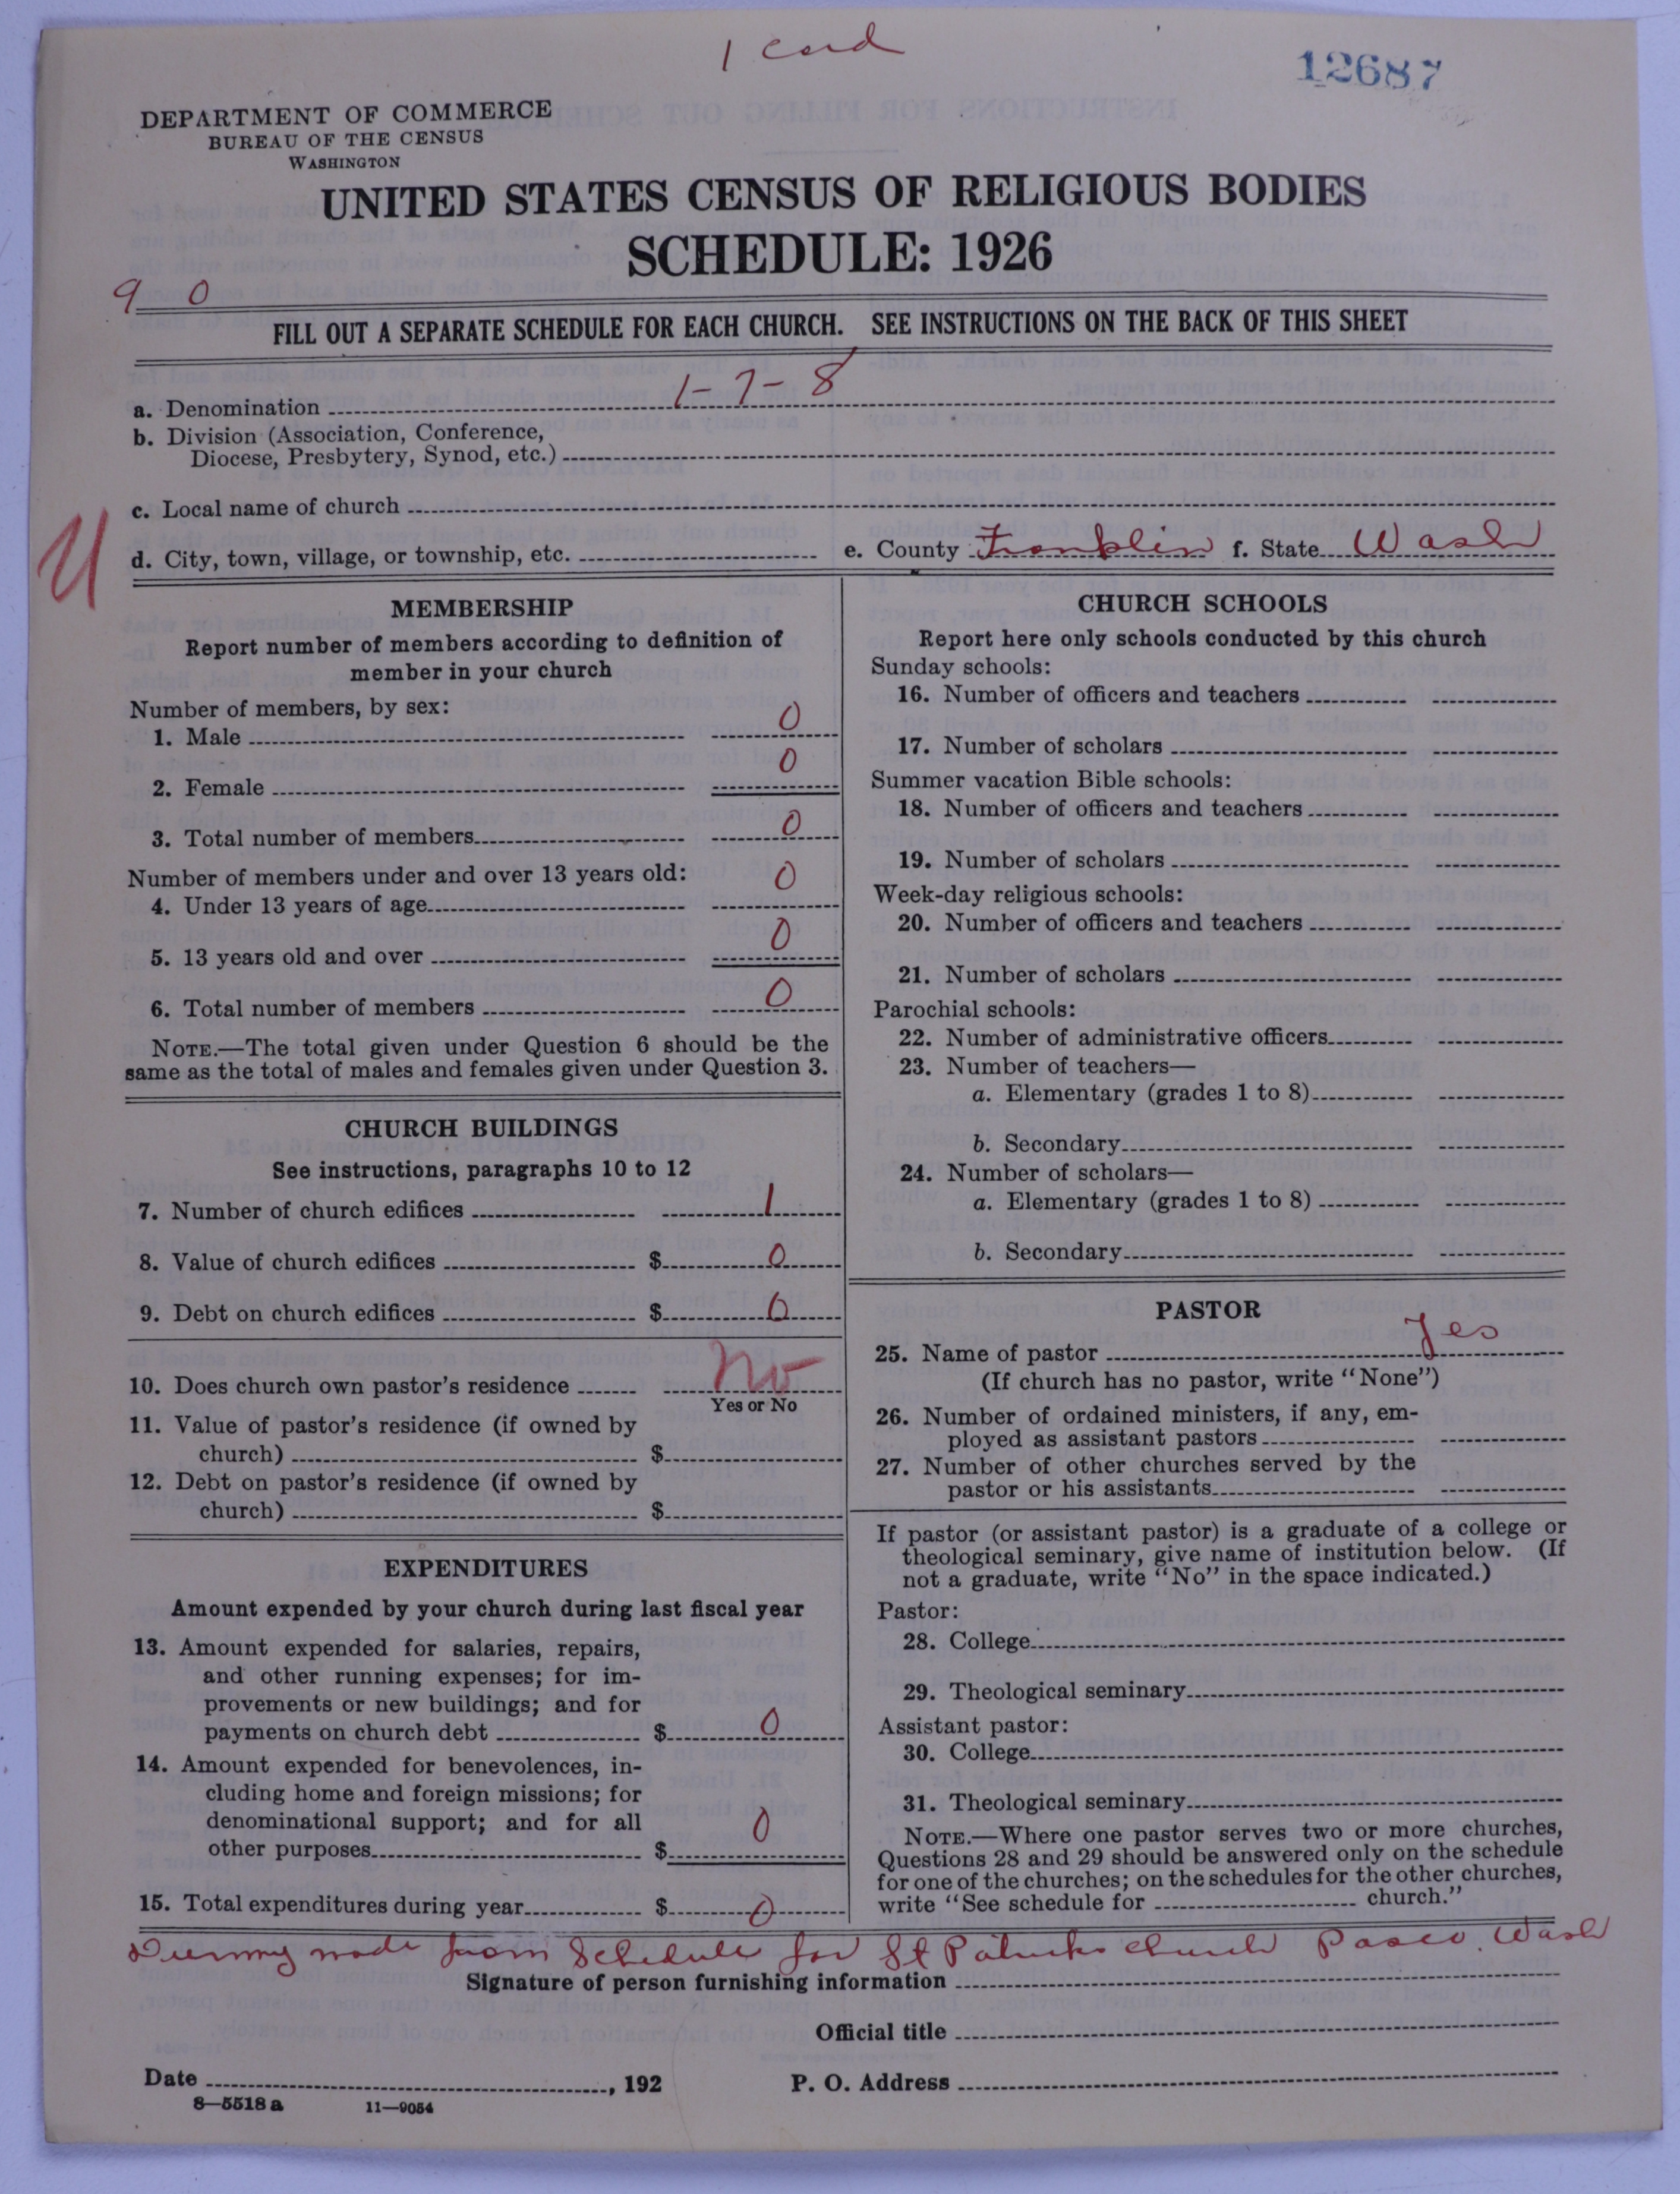 1 card
12687
DEPARTMENT OF COMMERCE
BUREAU OF THE CENSUS
WASHINGTON
UNITED STATES CENSUS OF RELIGIOUS BODIES
SCHEDULE: 1926
9 0
FILL OUT A SEPARATE SCHEDULE FOR EACH CHURCH. SEE INSTRUCTIONS ON THE BACK OF THIS SHEET
a. Denomination 1-7-8
b. Division (Association, Conference,
Diocese, Presbytery, Synod, etc.)
c. Local name of church
d. City, town, village, or township, etc. e. County Franklin f. State Wash
U
MEMBERSHIP
Report number of members according to definition of
member in your church
Number of members, by sex:
1. Male 0
2. Female 0
3. Total number of members 0
Number of members under and over 13 years old:
4. Under 13 years of age 0
5. 13 years old and over 0
6. Total number of members 0
NOTE.—The total given under Question 6 should be the
same as the total of males and females given under Question 3.
CHURCH BUILDINGS
See instructions, paragraphs 10 to 12
7. Number of church edifices 1
8. Value of church edifices $ 0
9. Debt on church edifices $ 0
10. Does church own pastor's residence No
Yes or No
11. Value of pastor's residence (if owned by
church) $
12. Debt on pastor's residence (if owned by
church) $
EXPENDITURES
Amount expended by your church during last fiscal year
13. Amount expended for salaries, repairs,
and other running expenses; for im-
provements or new buildings; and for
payments on church debt $ 0
14. Amount expended for benevolences, in-
cluding home and foreign missions; for
denominational support; and for all
other purposes $ 0
15. Total expenditures during year $ 0
CHURCH SCHOOLS
Report here only schools conducted by this church
Sunday schools:
16. Number of officers and teachers
17. Number of scholars
Summer vacation Bible schools:
18. Number of officers and teachers
19. Number of scholars
Week-day religious schools:
20. Number of officers and teachers
21. Number of scholars
Parochial schools:
22. Number of administrative officers
23. Number of teachers—
a. Elementary (grades 1 to 8)
b. Secondary
24. Number of scholars—
a. Elementary (grades 1 to 8)
b. Secondary
PASTOR
25. Name of pastor Yes
(If church has no pastor, write "None")
26. Number of ordained ministers, if any, em-
ployed as assistant pastors
27. Number of other churches served by the
pastor or his assistants
If pastor (or assistant pastor) is a graduate of a college or
theological seminary, give name of institution below. (If
not a graduate, write "No" in the space indicated.)
Pastor:
28. College
29. Theological seminary
Assistant pastor:
30. College
31. Theological seminary
NOTE.—Where one pastor serves two or more churches,
Questions 28 and 29 should be answered only on the schedule
for one of the churches; on the schedules for the other churches,
write "See schedule for church."
Dummy made from Schedule for St Patricks church Pasco. Wash
Signature of person furnishing information
Official title
Date , 192 P. O. Address
8—5518 a 11—9054